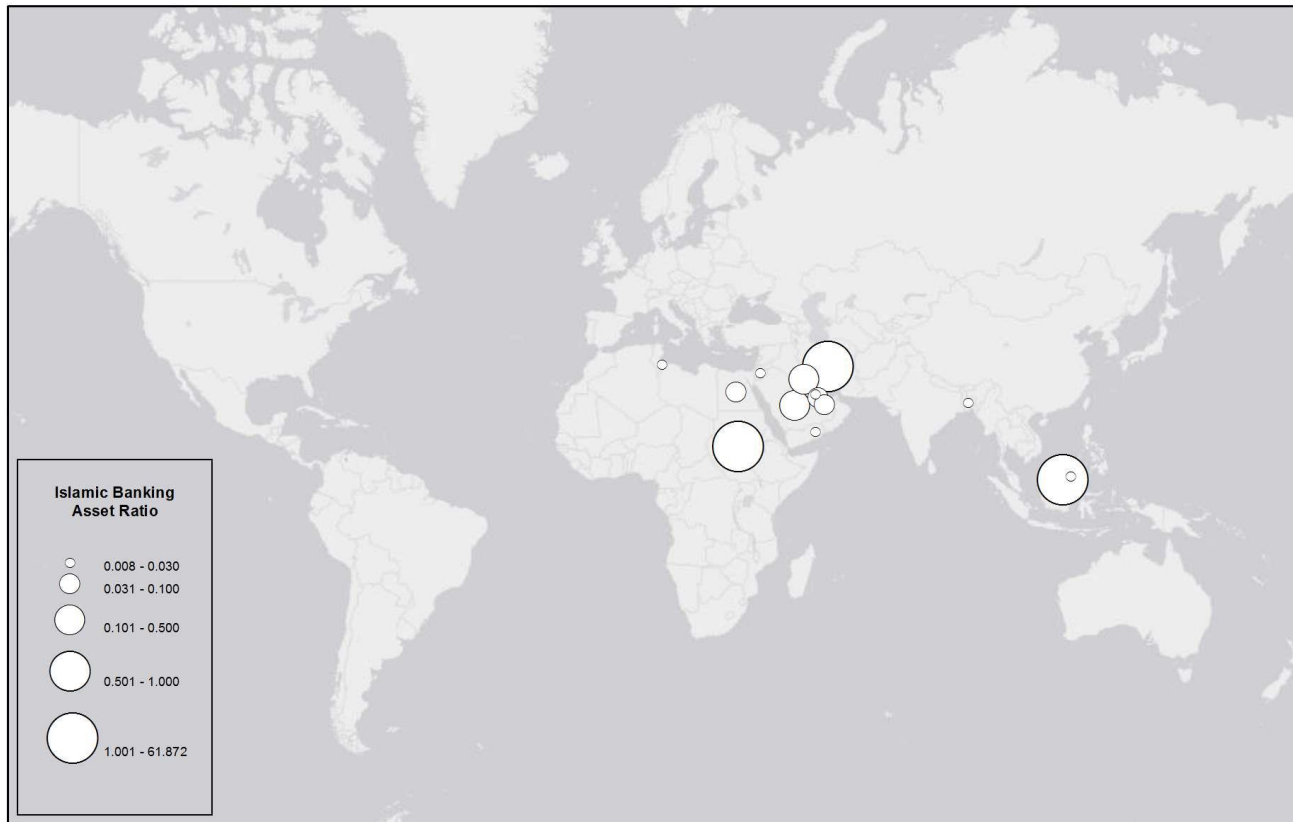 Islamic Banking
Asset Ratio
0.008 - 0.030
0.031 - 0.100
0.101 - 0.500
0.501 - 1.000
1.001 - 61.872